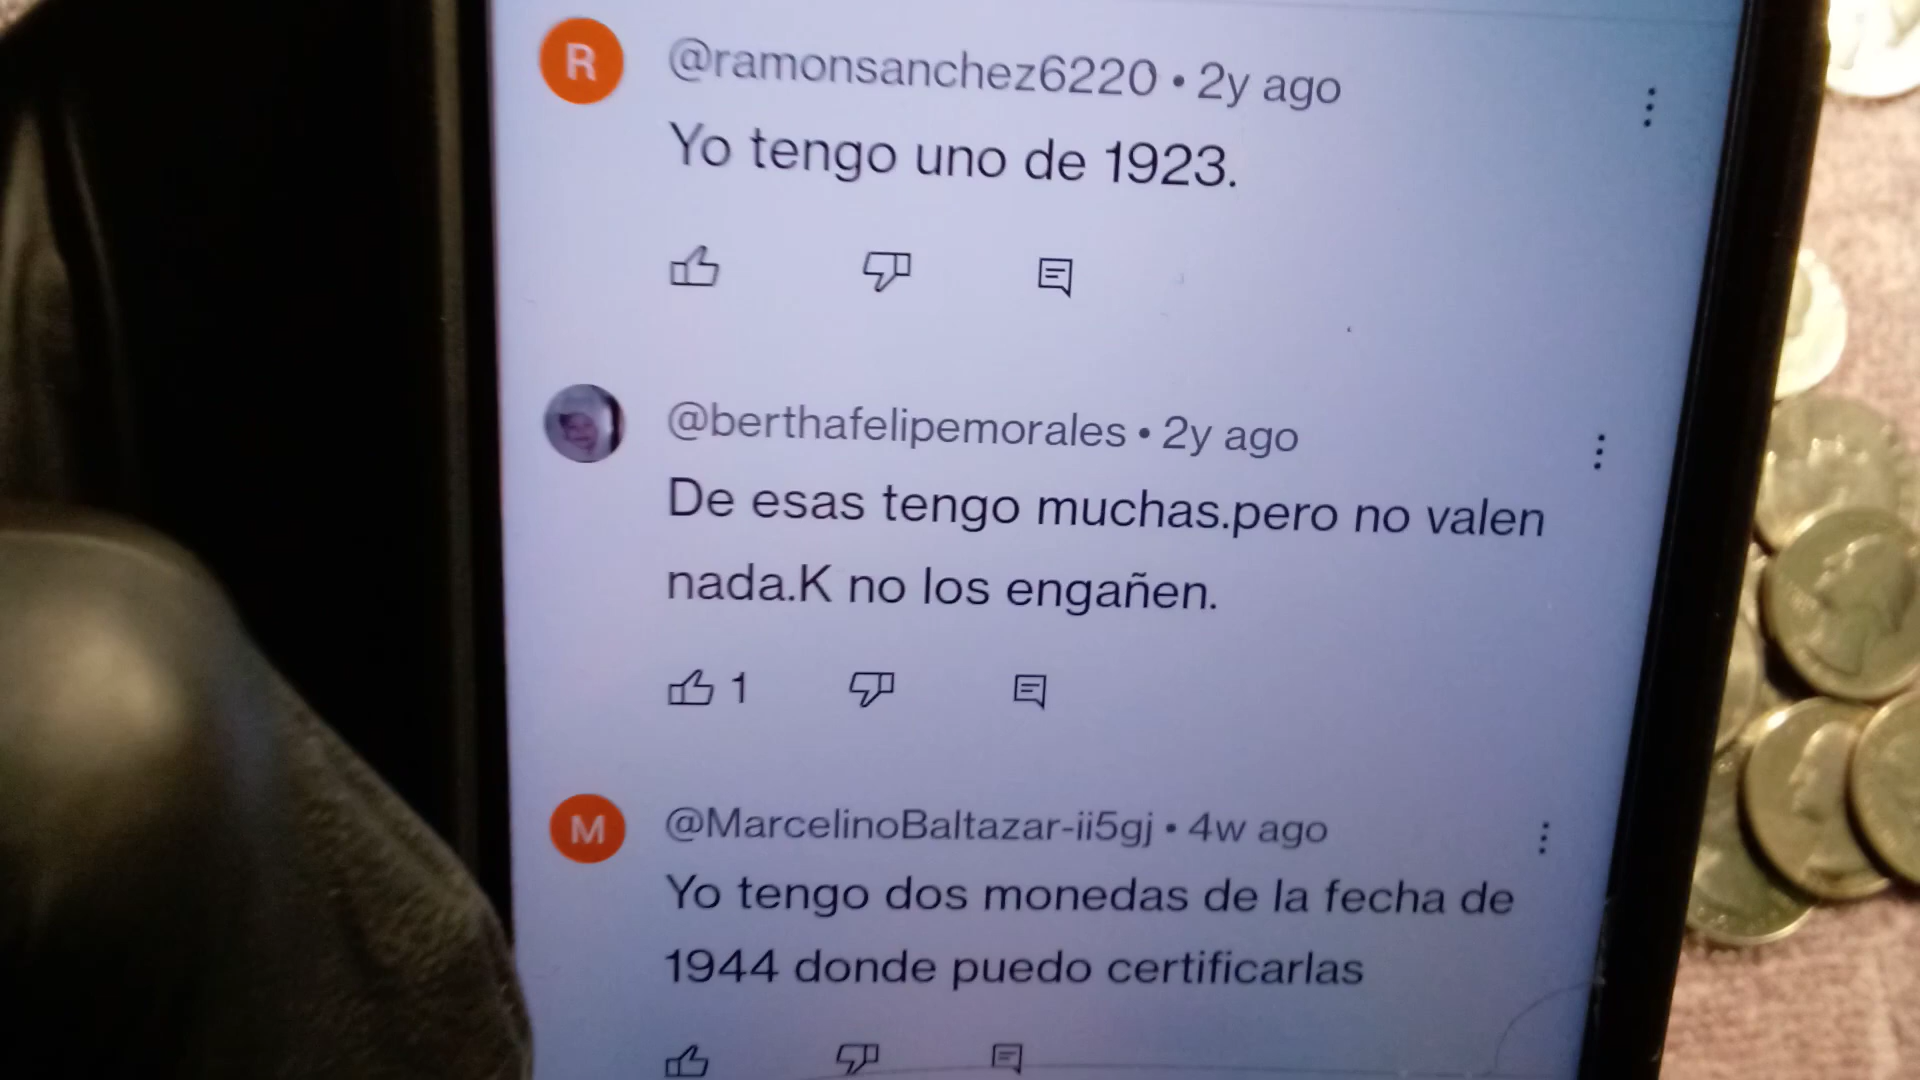 R
@ramonsanchez6220 • 2y ago
Yo tengo uno de 1923.
@berthafelipemorales • 2y ago
De esas tengo muchas.pero no valen
nada.K no los engañen.
1
M
@MarcelinoBaltazar-ii5gj • 4w ago
Yo tengo dos monedas de la fecha de
1944 donde puedo certificarlas